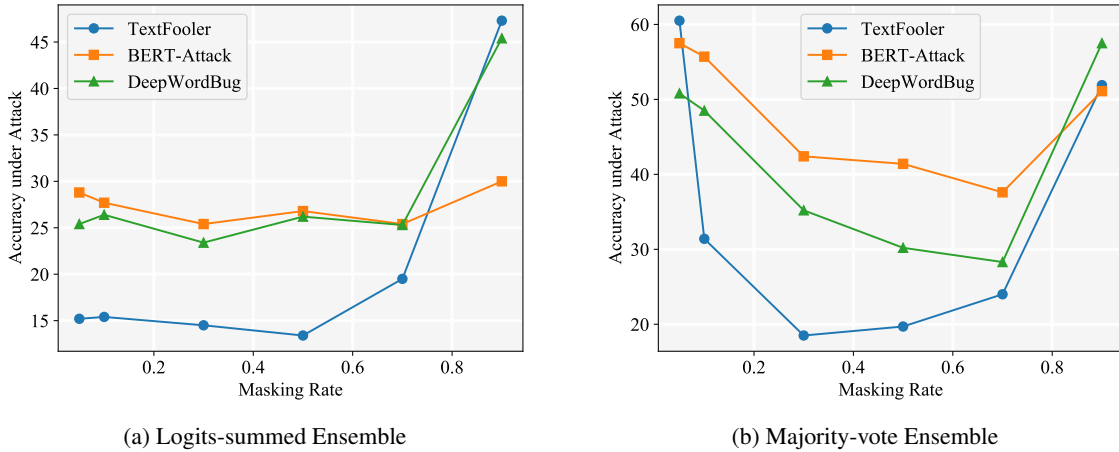 TextFooler
BERT-Attack
DeepWordBug
Accuracy under Attack
45
40
35
30
25
20
15
0.2
0.4
0.6
0.8
Masking Rate
(a) Logits-summed Ensemble
TextFooler
BERT-Attack
DeepWordBug
Accuracy under Attack
60
50
40
30
20
0.2
0.4
0.6
0.8
Masking Rate
(b) Majority-vote Ensemble